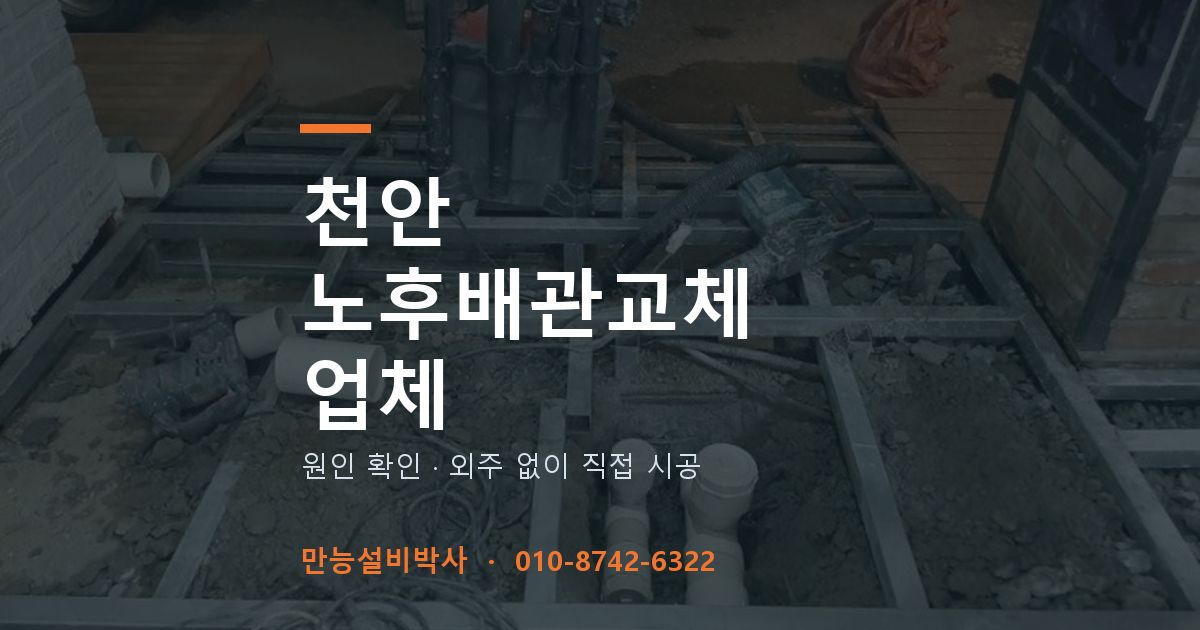 천안
노후배관교체
업체
원인 확인 · 외주 없이 직접 시공
만능설비박사 · 010-8742-6322